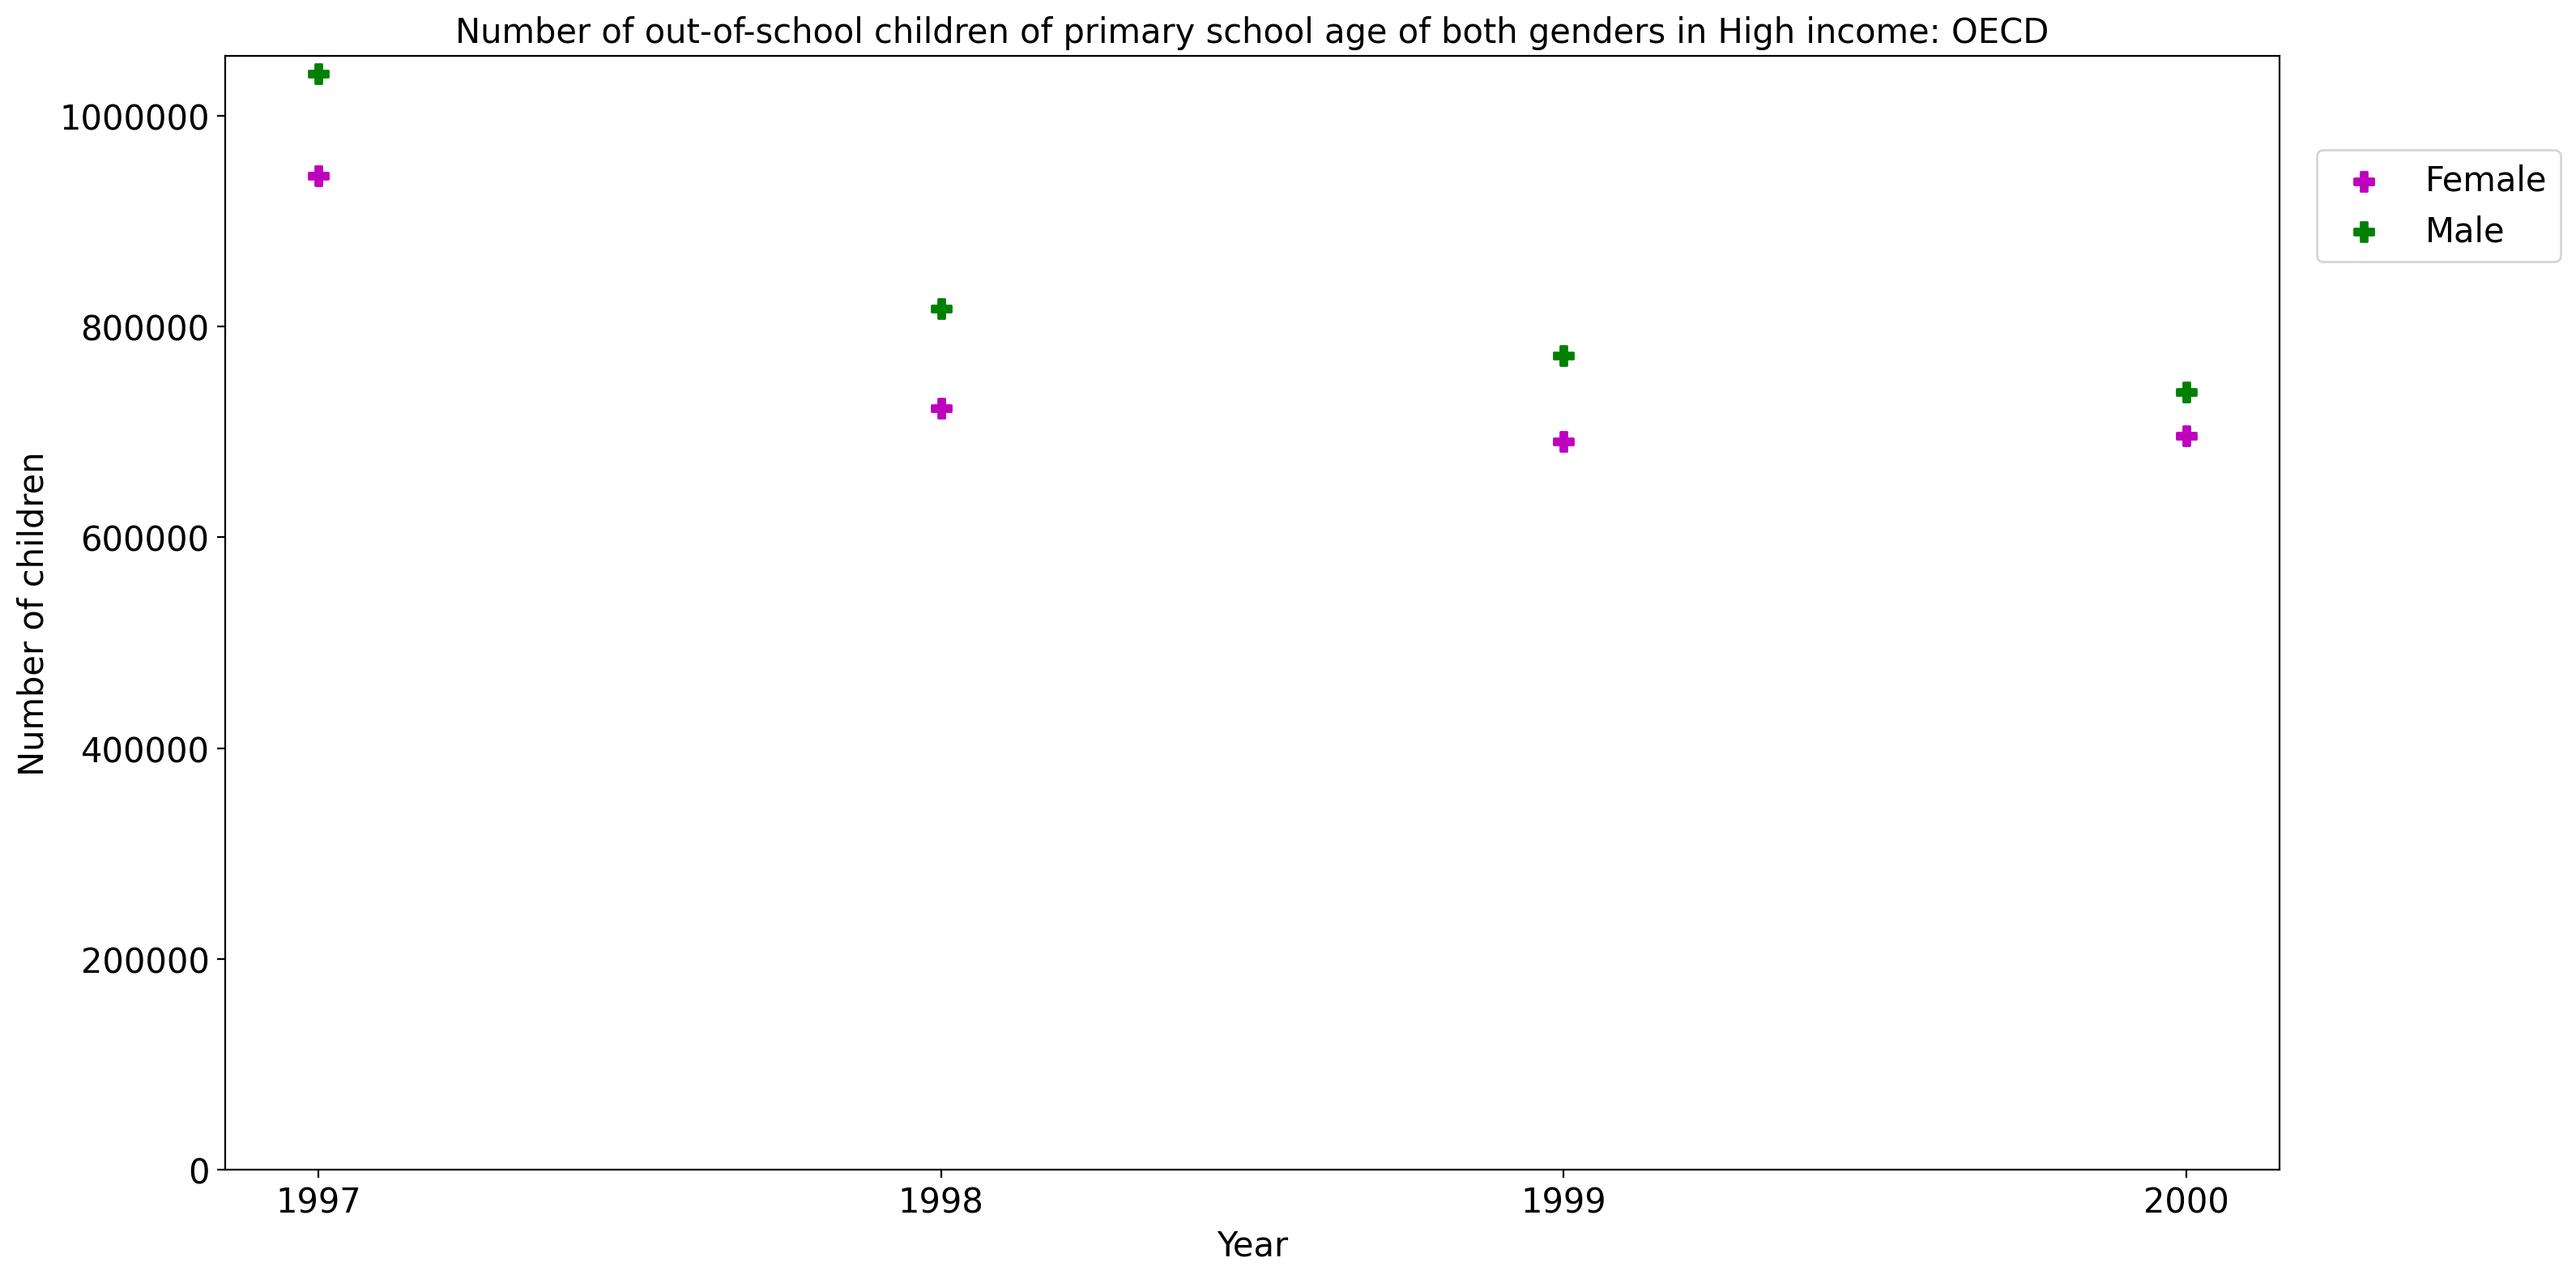 Number of out-of-school children of primary school age of both genders in High income: OECD
Number of children
1000000
800000
600000
400000
200000
0
1997 1998 1999 2000
Year
Female
Male